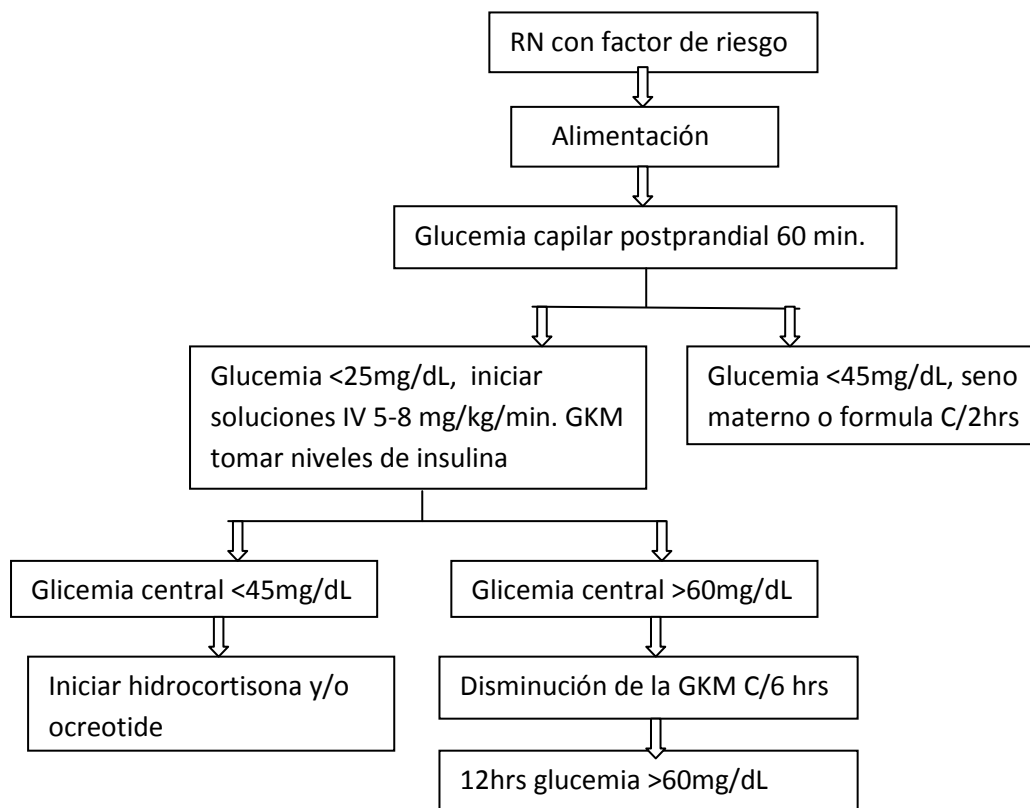 RN con factor de riesgo
Alimentación
Glucemia capilar postprandial 60 min.
Glucemia <25mg/dL, iniciar
soluciones IV 5-8 mg/kg/min. GKM
tomar niveles de insulina
Glucemia <45mg/dL, seno
materno o formula C/2hrs
Glicemia central <45mg/dL
Glicemia central >60mg/dL
Iniciar hidrocortisona y/o
ocreotide
Disminución de la GKM C/6 hrs
12hrs glucemia >60mg/dL